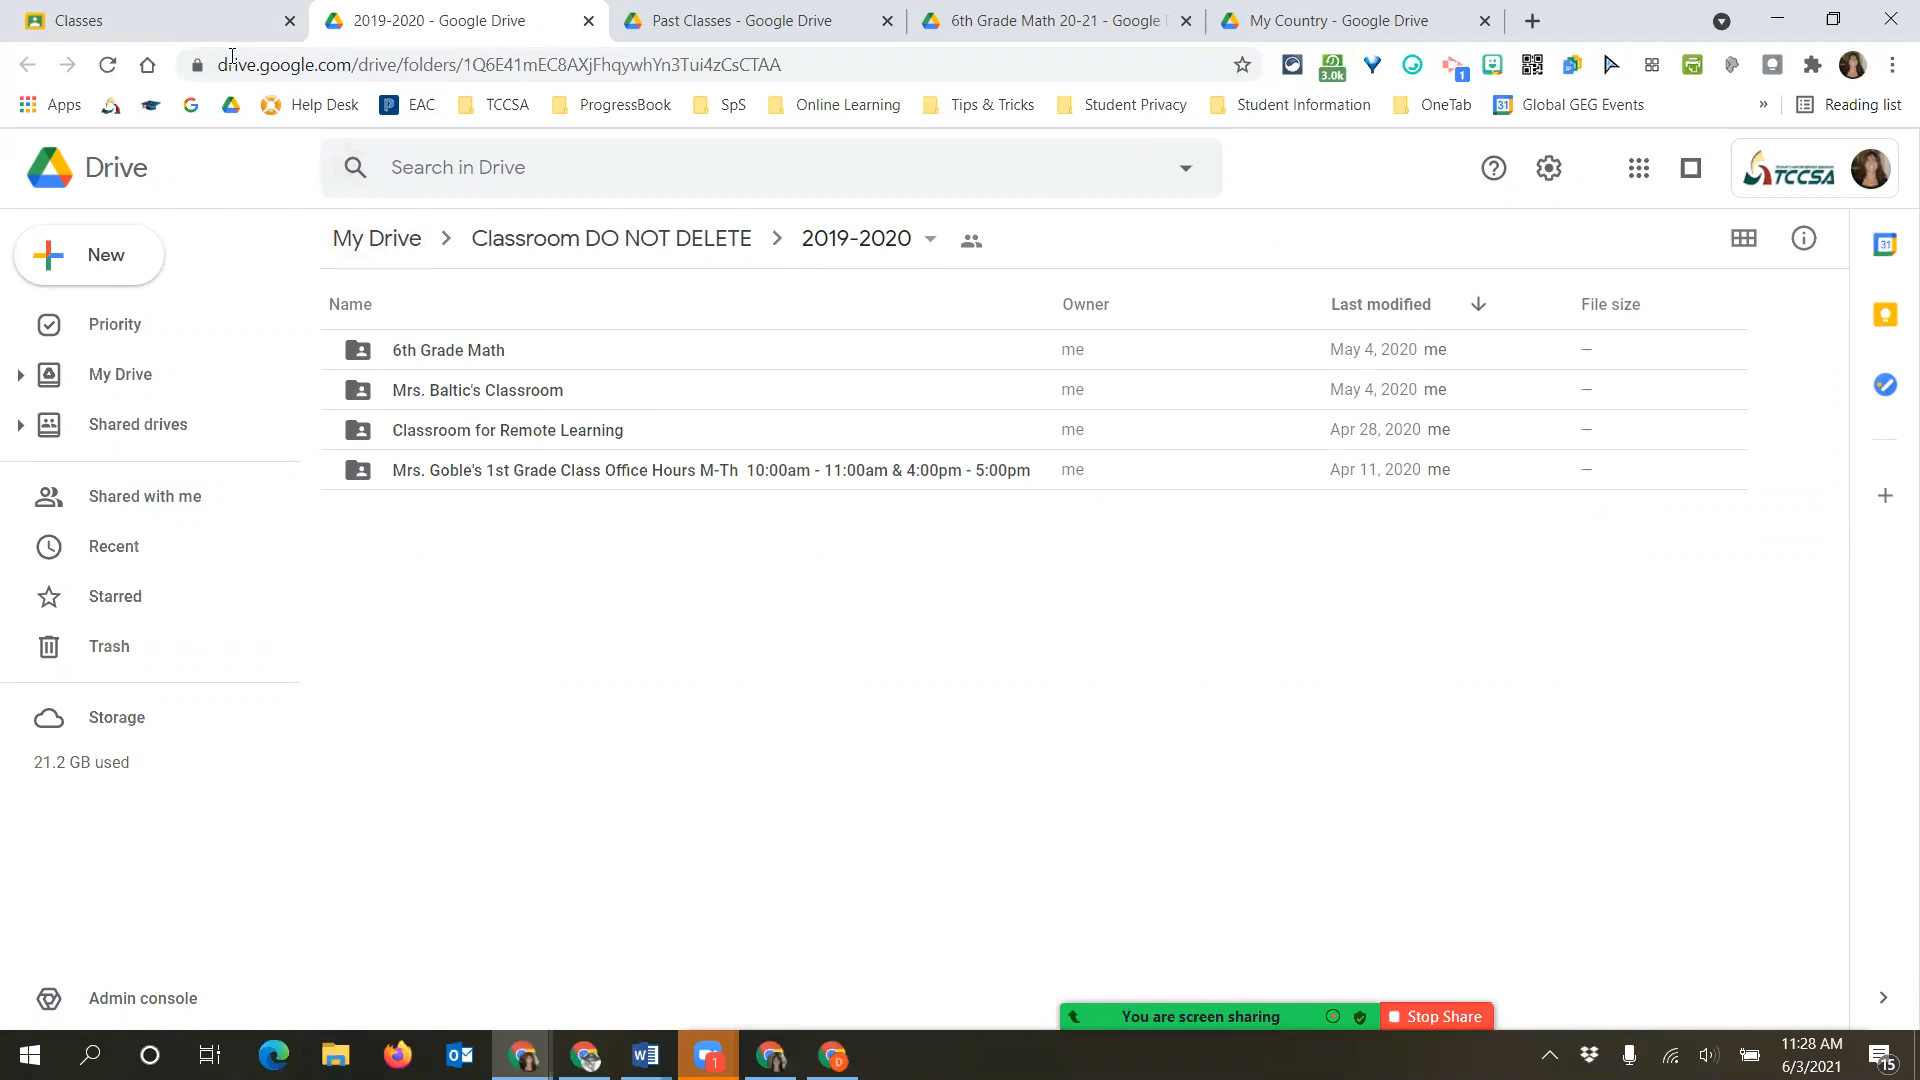 Classes
2019-2020 - Google Drive
Past Classes - Google Drive
6th Grade Math 20-21 - Google
My Country - Google Drive
drive.google.com/drive/folders/1Q6E41mEC8AXjFhqywhYn3Tui4zCsCTAA
3.0k
1
Apps
Help Desk
EAC
TCCSA
ProgressBook
SpS
Online Learning
Tips & Tricks
Student Privacy
Student Information
OneTab
31
Global GEG Events
»
Reading list
Drive
Search in Drive
TCCSA
New
My Drive > Classroom DO NOT DELETE > 2019-2020
31
Name Owner Last modified File size
6th Grade Math me May 4, 2020 me –
Mrs. Baltic's Classroom me May 4, 2020 me –
Classroom for Remote Learning me Apr 28, 2020 me –
Mrs. Goble's 1st Grade Class Office Hours M-Th 10:00am - 11:00am & 4:00pm - 5:00pm me Apr 11, 2020 me –
Priority
My Drive
Shared drives
Shared with me
Recent
Starred
Trash
Storage
21.2 GB used
Admin console
You are screen sharing
Stop Share
1
11:28 AM
6/3/2021
15